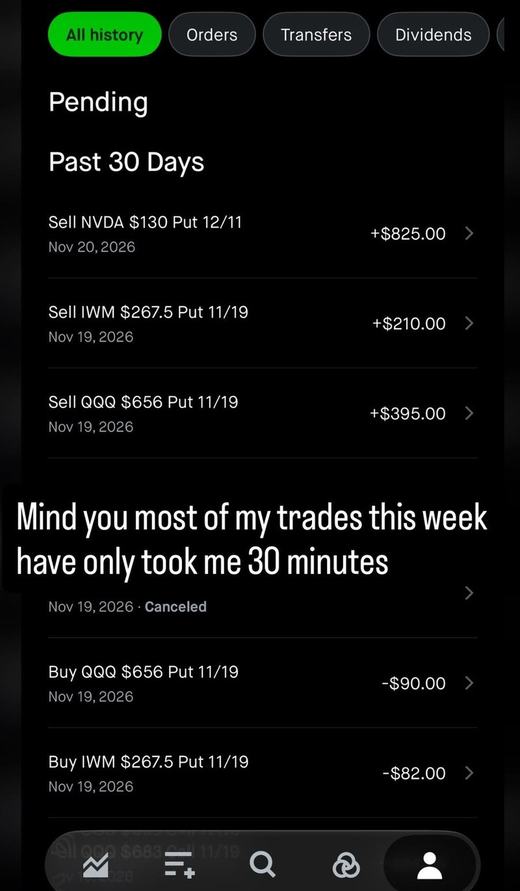 All history
Orders
Transfers
Dividends
Pending
Past 30 Days
Sell NVDA $130 Put 12/11
+$825.00
Nov 20, 2026
Sell IWM $267.5 Put 11/19
+$210.00
Nov 19, 2026
Sell QQQ $656 Put 11/19
+$395.00
Nov 19, 2026
Mind you most of my trades this week
have only took me 30 minutes
Nov 19, 2026 · Canceled
Buy QQQ $656 Put 11/19
-$90.00
Nov 19, 2026
Buy IWM $267.5 Put 11/19
-$82.00
Nov 19, 2026